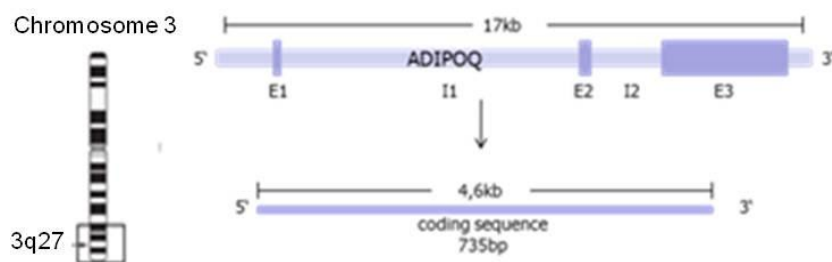 Chromosome 3
17kb
5'
ADIPOQ
3'
E1
I1
E2
I2
E3
4,6kb
5'
3'
coding sequence
735bp
3q27